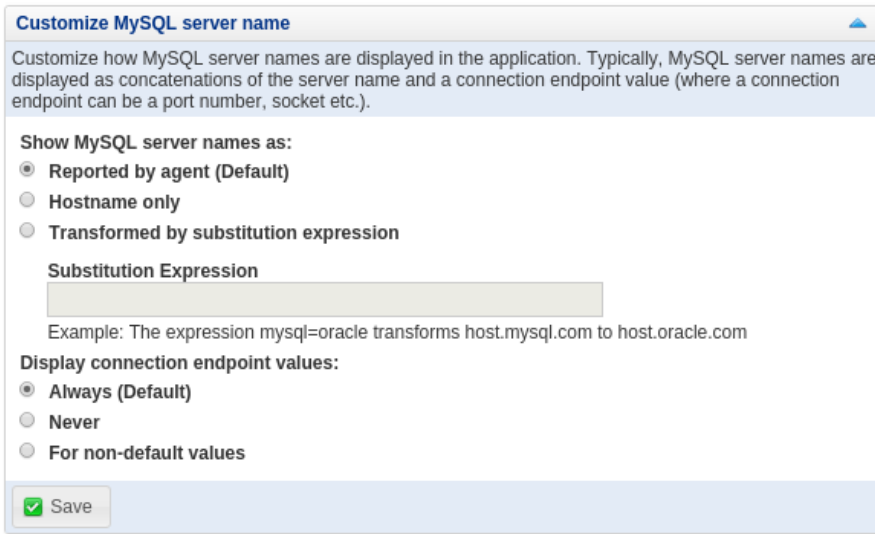 Customize MySQL server name
Customize how MySQL server names are displayed in the application. Typically, MySQL server names are
displayed as concatenations of the server name and a connection endpoint value (where a connection
endpoint can be a port number, socket etc.).
Show MySQL server names as:
Reported by agent (Default)
Hostname only
Transformed by substitution expression
Substitution Expression
Example: The expression mysql=oracle transforms host.mysql.com to host.oracle.com
Display connection endpoint values:
Always (Default)
Never
For non-default values
Save